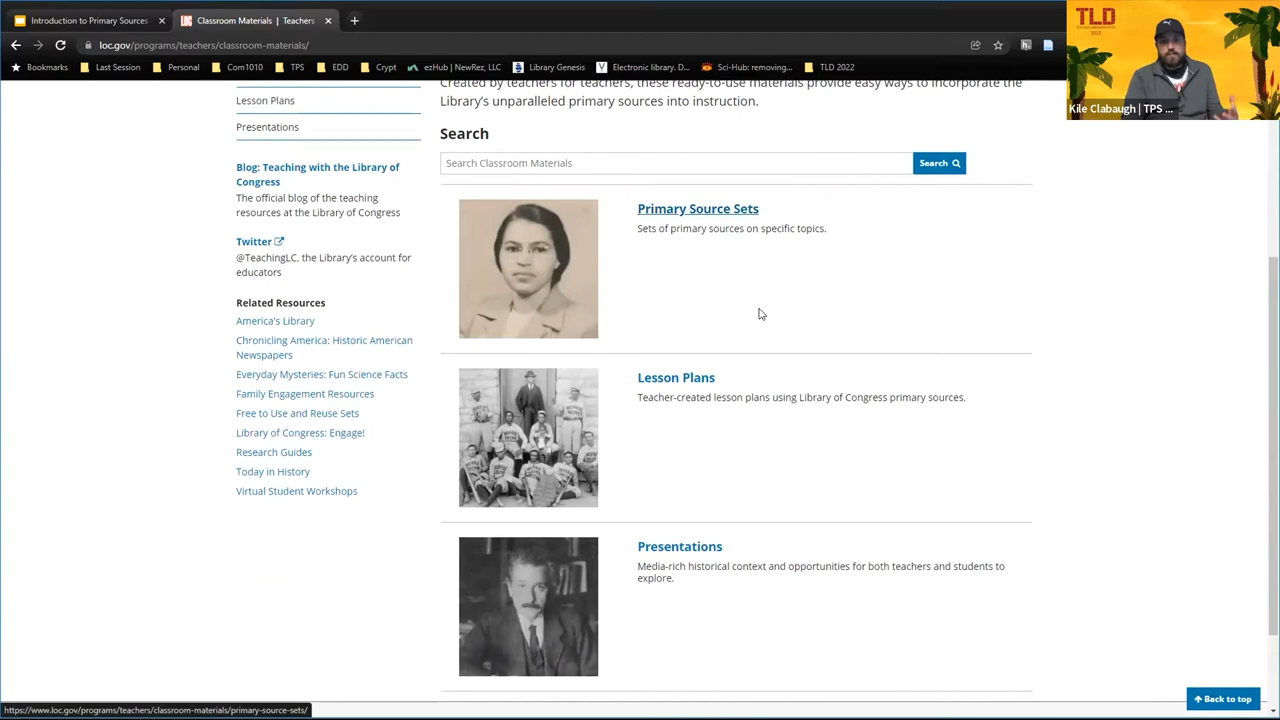 Introduction to Primary Sources
Classroom Materials | Teachers
loc.gov/programs/teachers/classroom-materials/
Bookmarks
Last Session
Personal
Com1010
TPS
EDD
Crypt
ezHub | NewRez, LLC
Library Genesis
Electronic library. D...
Sci-Hub: removing...
TLD 2022
TLD
2022
Kile Clabaugh | TPS ...
Lesson Plans
Presentations
Blog: Teaching with the Library of
Congress
The official blog of the teaching
resources at the Library of Congress
Twitter
@TeachingLC, the Library's account for
educators
Related Resources
America's Library
Chronicling America: Historic American
Newspapers
Everyday Mysteries: Fun Science Facts
Family Engagement Resources
Free to Use and Reuse Sets
Library of Congress: Engage!
Research Guides
Today in History
Virtual Student Workshops
Created by teachers for teachers, these ready-to-use materials provide easy ways to incorporate the
Library's unparalleled primary sources into instruction.
Search
Search Classroom Materials
Search
Primary Source Sets
Sets of primary sources on specific topics.
Lesson Plans
Teacher-created lesson plans using Library of Congress primary sources.
Presentations
Media-rich historical context and opportunities for both teachers and students to
explore.
Back to top
https://www.loc.gov/programs/teachers/classroom-materials/primary-source-sets/